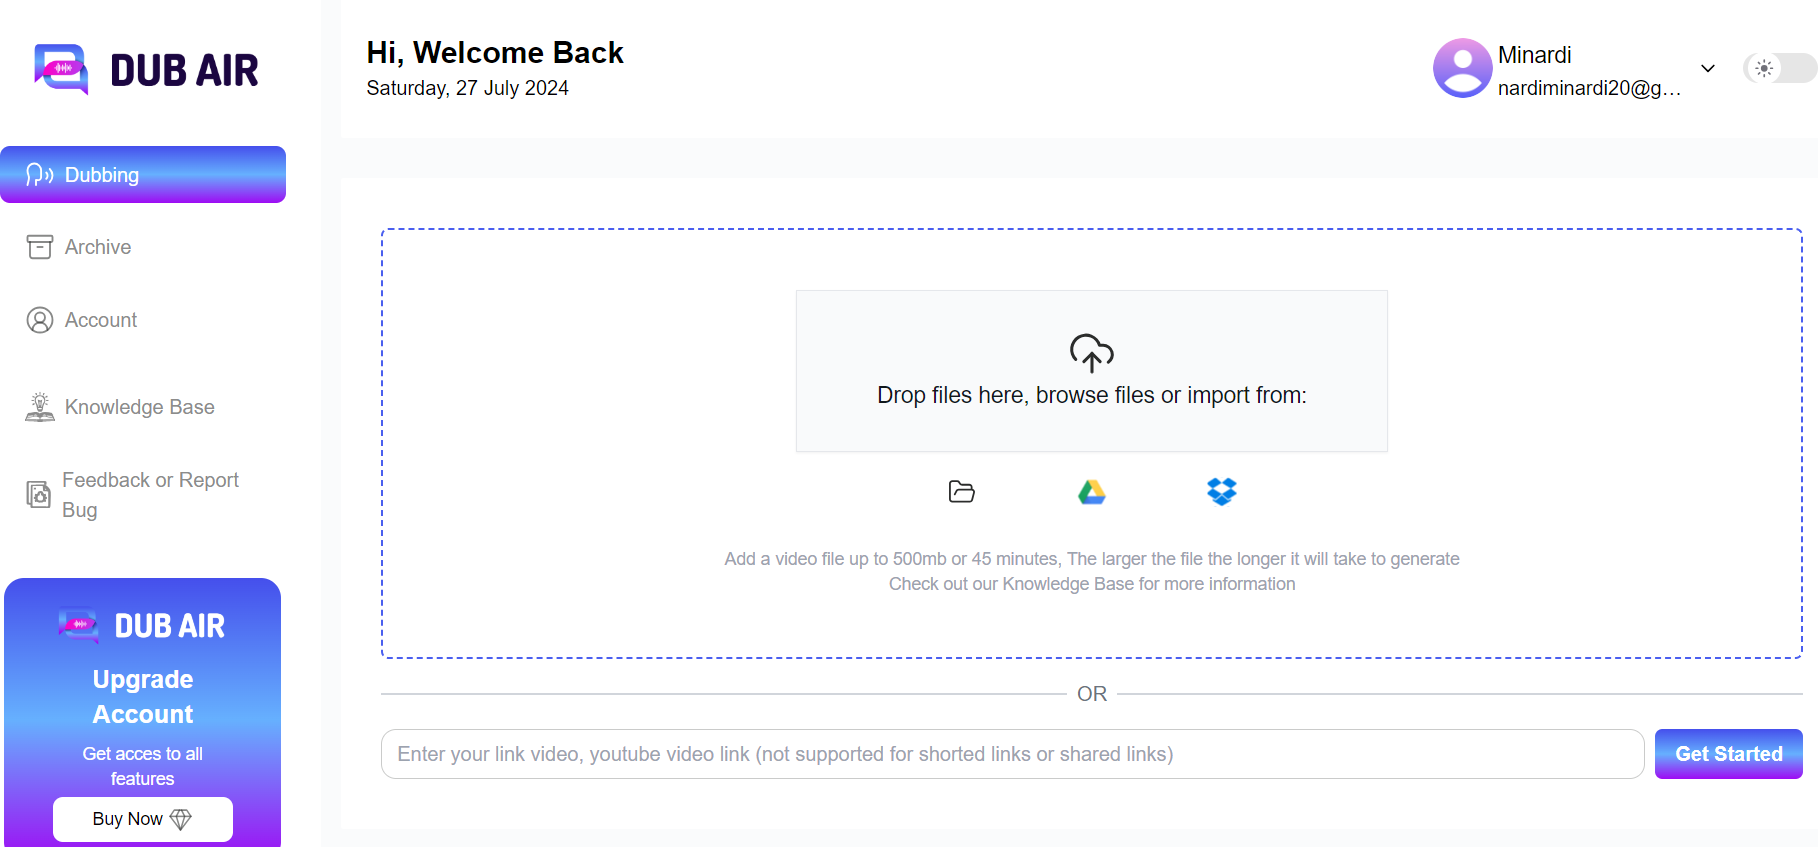 DUB AIR
Hi, Welcome Back
Saturday, 27 July 2024
Minardi
nardiminardi20@g...
Dubbing
Archive
Account
Knowledge Base
Feedback or Report
Bug
DUB AIR
Upgrade
Account
Get acces to all
features
Buy Now
Drop files here, browse files or import from:
Add a video file up to 500mb or 45 minutes, The larger the file the longer it will take to generate
Check out our Knowledge Base for more information
OR
Enter your link video, youtube video link (not supported for shorted links or shared links)
Get Started